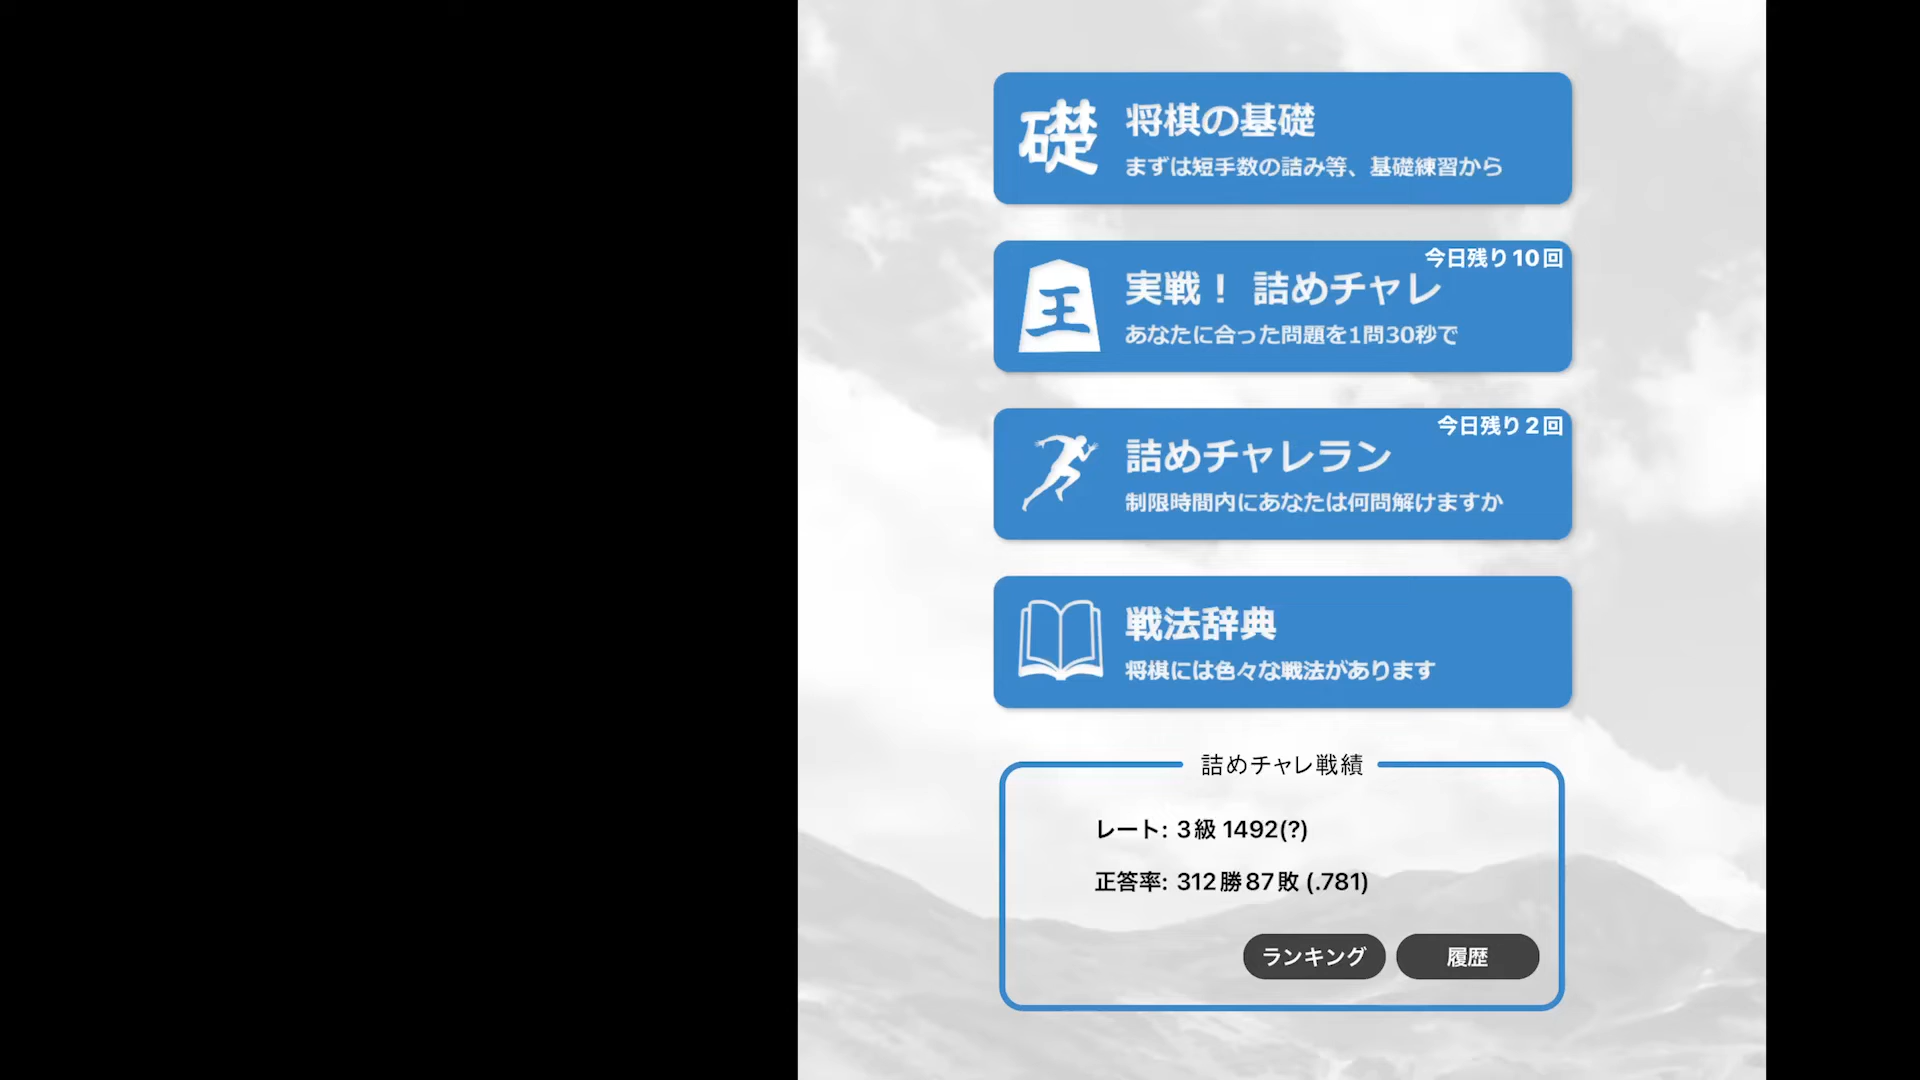 礎
将棋の基礎
まずは短手数の詰み等、基礎練習から
今日残り10回
王
実戦！ 詰めチャレ
あなたに合った問題を1問30秒で
今日残り2回
詰めチャレラン
制限時間内にあなたは何問解けますか
戦法辞典
将棋には色々な戦法があります
詰めチャレ戦績
レート: 3級 1492(?)
正答率: 312勝87敗 (.781)
ランキング
履歴